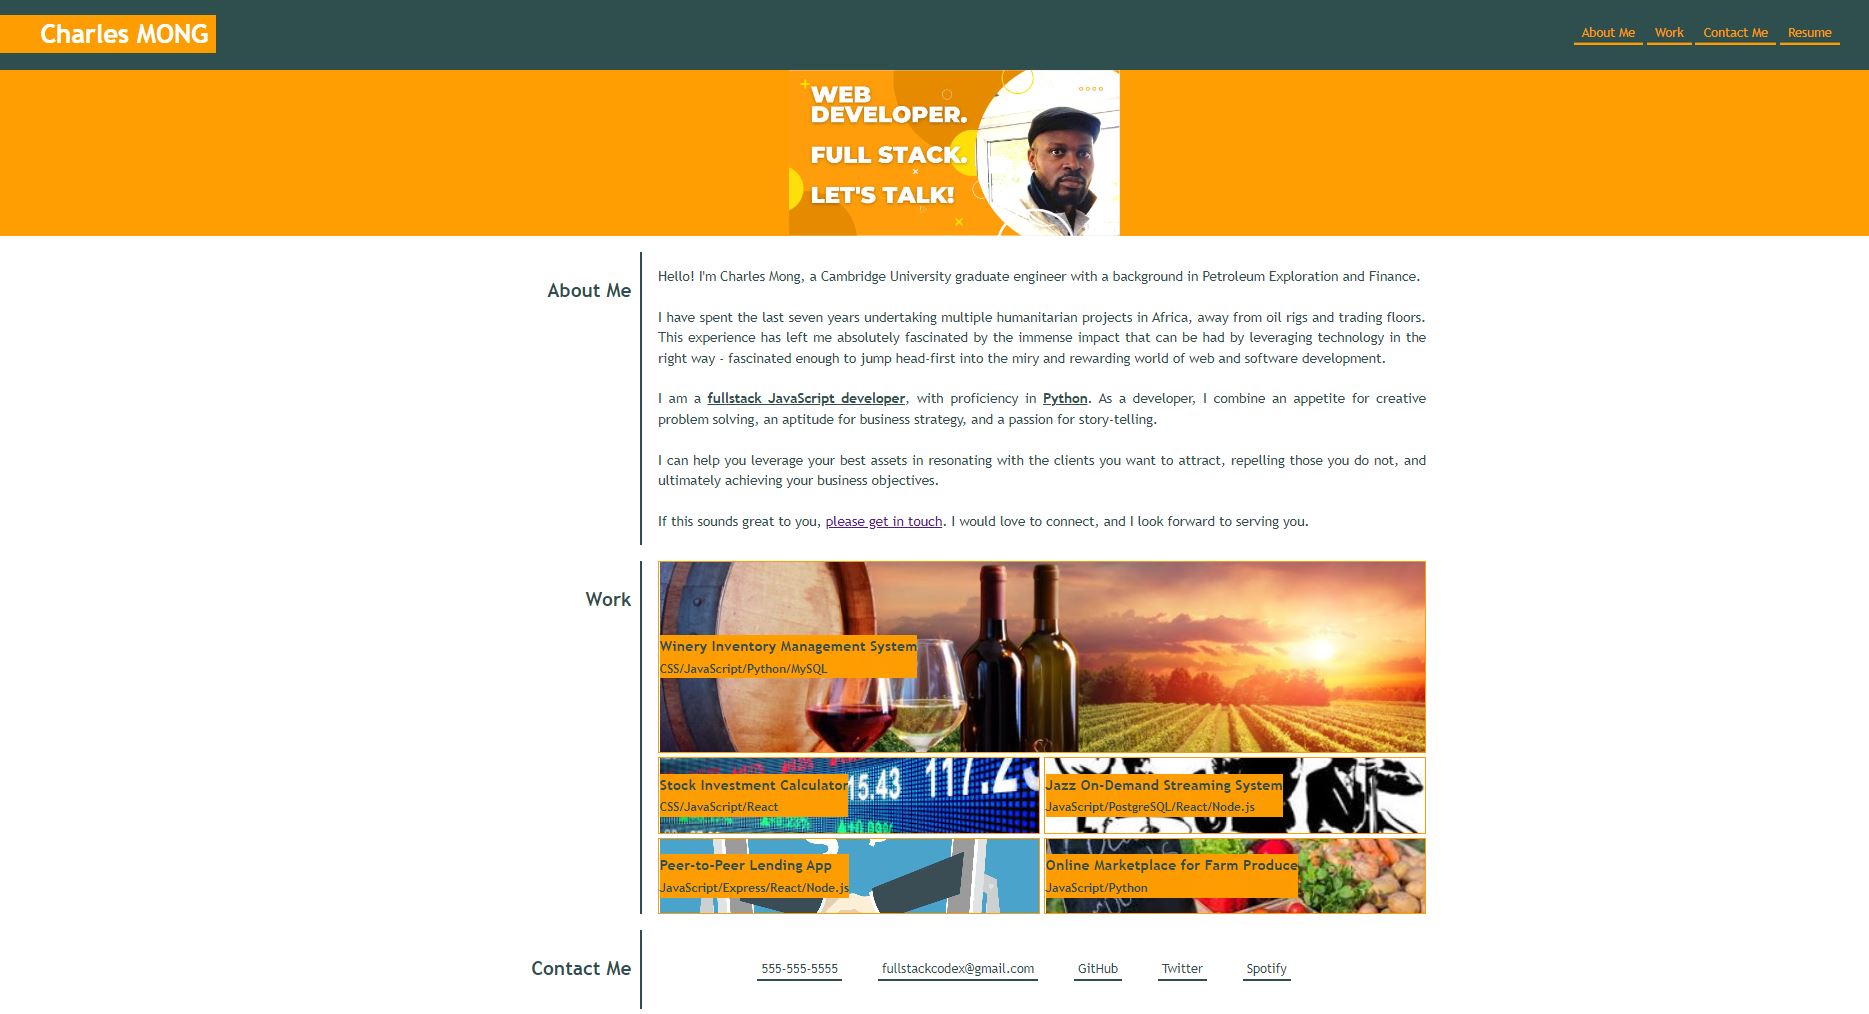 Charles MONG
About Me Work Contact Me Resume
WEB
DEVELOPER.
FULL STACK.
LET'S TALK!
About Me
Hello! I'm Charles Mong, a Cambridge University graduate engineer with a background in Petroleum Exploration and Finance.
I have spent the last seven years undertaking multiple humanitarian projects in Africa, away from oil rigs and trading floors.
This experience has left me absolutely fascinated by the immense impact that can be had by leveraging technology in the
right way - fascinated enough to jump head-first into the miry and rewarding world of web and software development.
I am a fullstack JavaScript developer, with proficiency in Python. As a developer, I combine an appetite for creative
problem solving, an aptitude for business strategy, and a passion for story-telling.
I can help you leverage your best assets in resonating with the clients you want to attract, repelling those you do not, and
ultimately achieving your business objectives.
If this sounds great to you, please get in touch. I would love to connect, and I look forward to serving you.
Work
Winery Inventory Management System
CSS/JavaScript/Python/MySQL
Stock Investment Calculator
CSS/JavaScript/React
15.43
Jazz On-Demand Streaming System
JavaScript/PostgreSQL/React/Node.js
Peer-to-Peer Lending App
JavaScript/Express/React/Node.js
Online Marketplace for Farm Produce
JavaScript/Python
Contact Me
555-555-5555 fullstackcodex@gmail.com GitHub Twitter Spotify